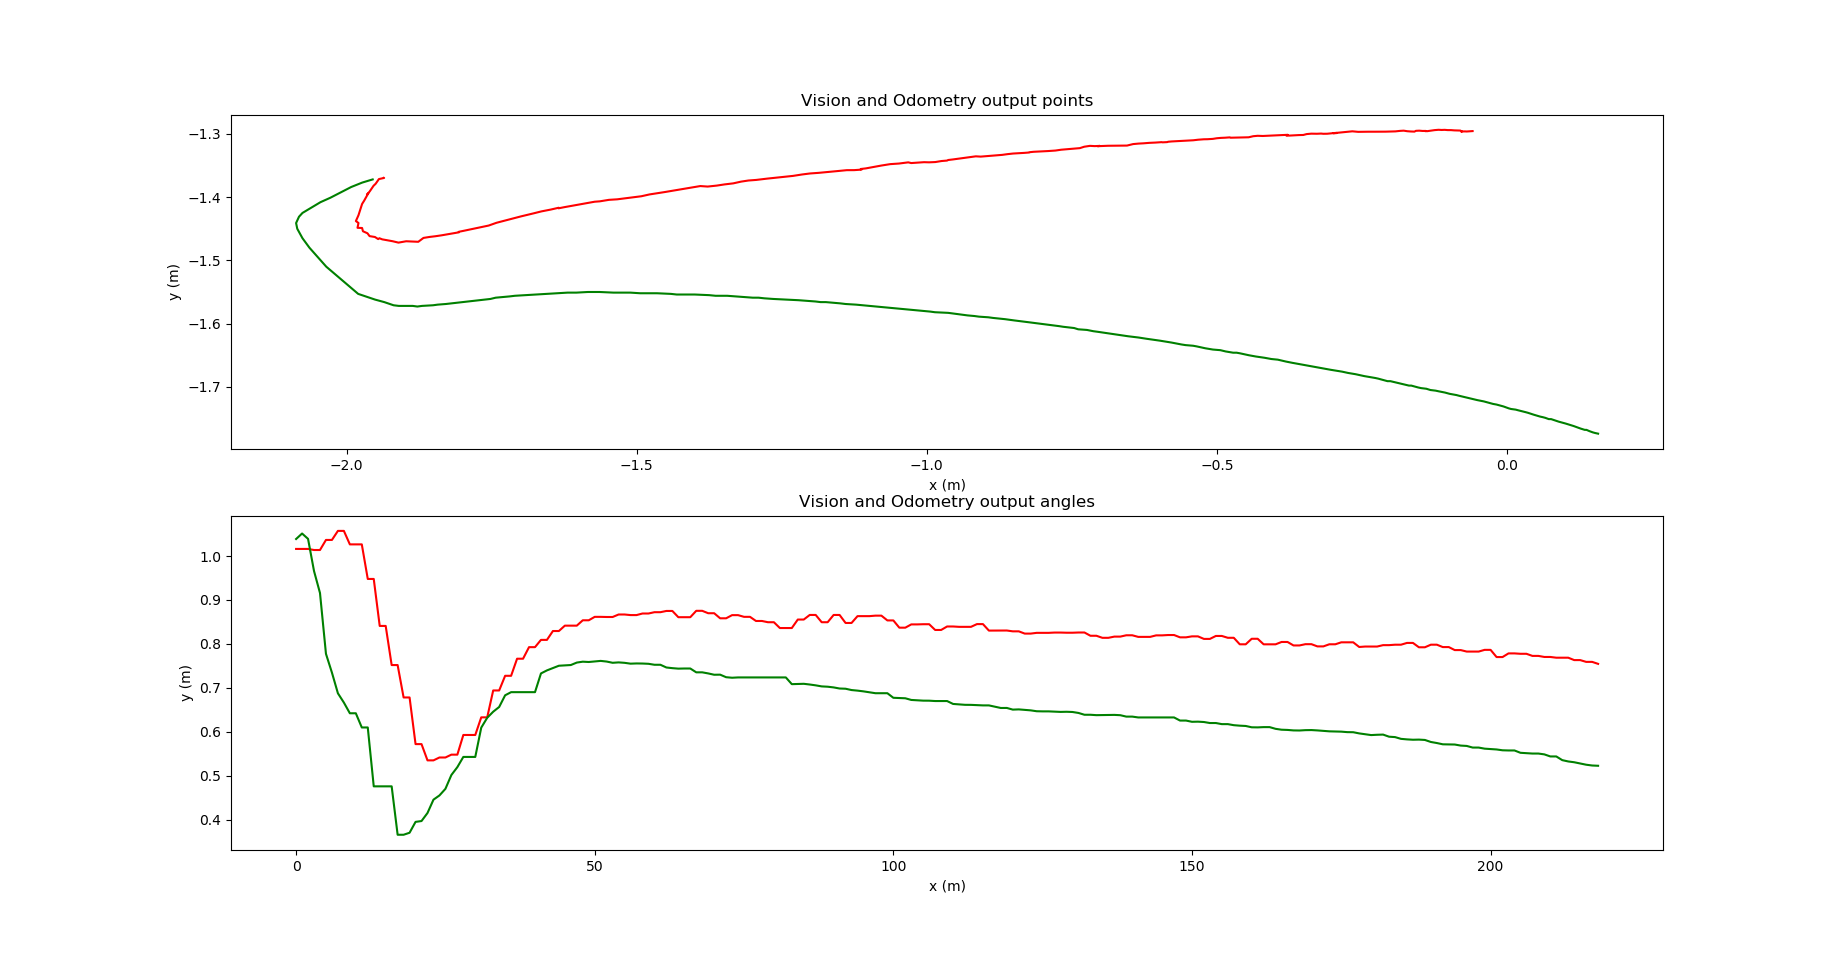 Vision and Odometry output points
−1.3
−1.4
−1.5
−1.6
−1.7
y (m)
−2.0 −1.5 −1.0 −0.5 0.0
x (m)
Vision and Odometry output angles
1.0
0.9
0.8
0.7
0.6
0.5
0.4
y (m)
0 50 100 150 200
x (m)